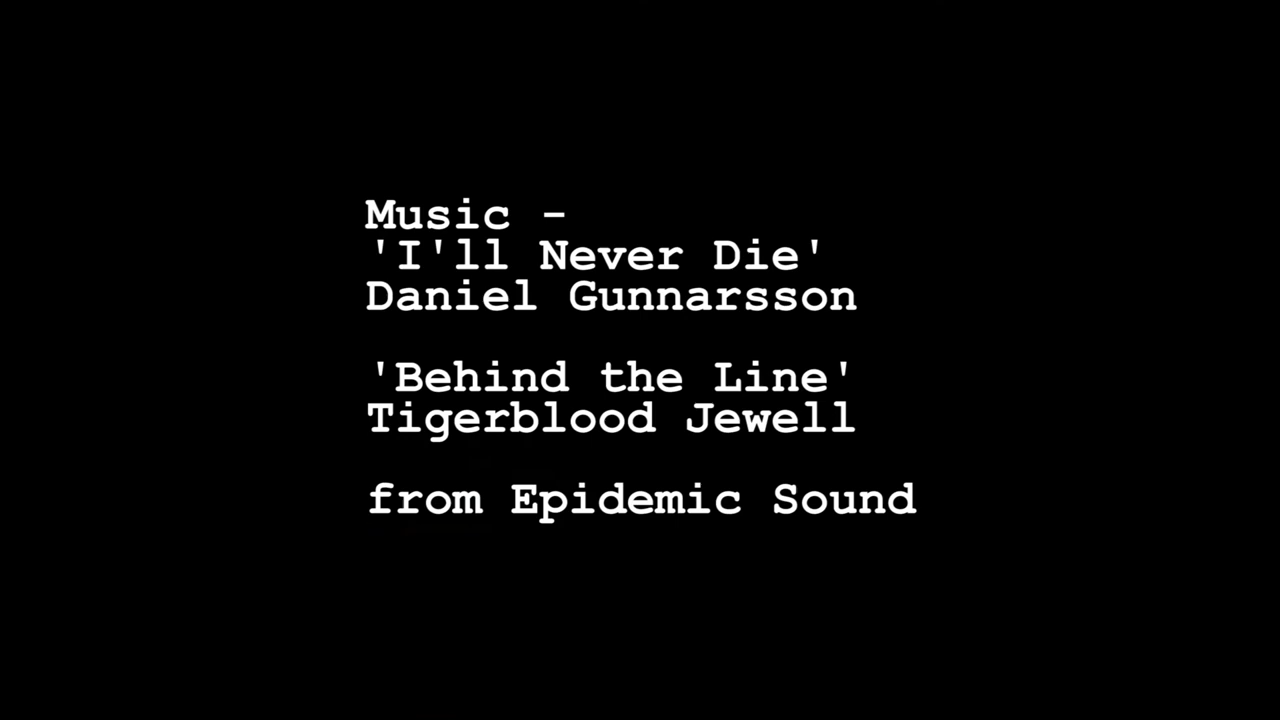 Music -
'I'll Never Die'
Daniel Gunnarsson
'Behind the Line'
Tigerblood Jewell
from Epidemic Sound